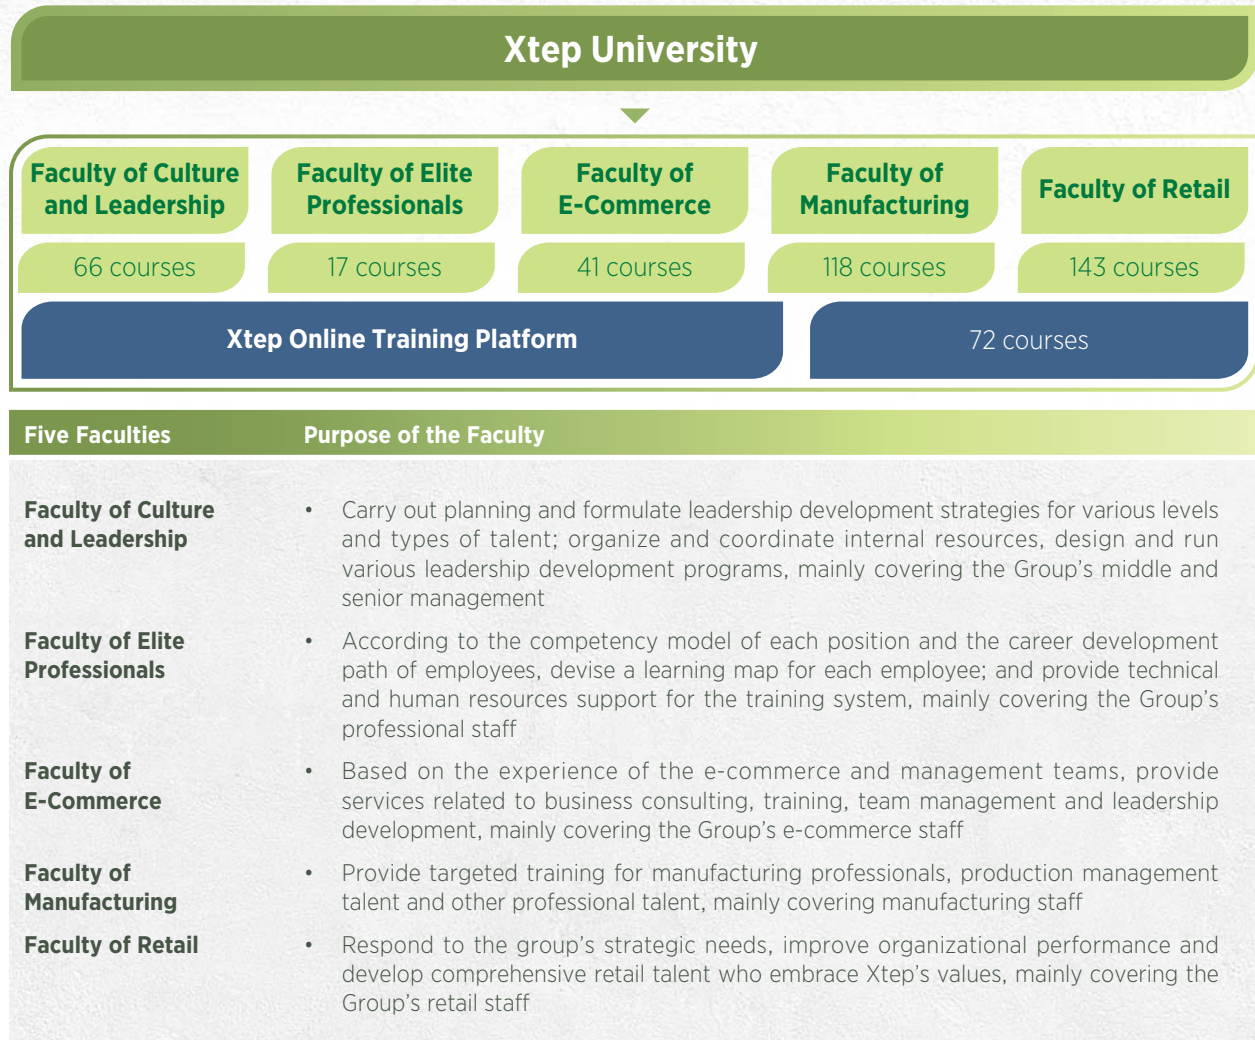 Xtep University
Faculty of Culture
and Leadership
Faculty of Elite
Professionals
Faculty of
E-Commerce
Faculty of
Manufacturing
Faculty of Retail
66 courses
17 courses
41 courses
118 courses
143 courses
Xtep Online Training Platform
72 courses
Five Faculties
Purpose of the Faculty
Faculty of Culture
and Leadership
• Carry out planning and formulate leadership development strategies for various levels
and types of talent; organize and coordinate internal resources, design and run
various leadership development programs, mainly covering the Group's middle and
senior management
Faculty of Elite
Professionals
• According to the competency model of each position and the career development
path of employees, devise a learning map for each employee; and provide technical
and human resources support for the training system, mainly covering the Group's
professional staff
Faculty of
E-Commerce
• Based on the experience of the e-commerce and management teams, provide
services related to business consulting, training, team management and leadership
development, mainly covering the Group's e-commerce staff
Faculty of
Manufacturing
• Provide targeted training for manufacturing professionals, production management
talent and other professional talent, mainly covering manufacturing staff
Faculty of Retail
• Respond to the group's strategic needs, improve organizational performance and
develop comprehensive retail talent who embrace Xtep's values, mainly covering the
Group's retail staff